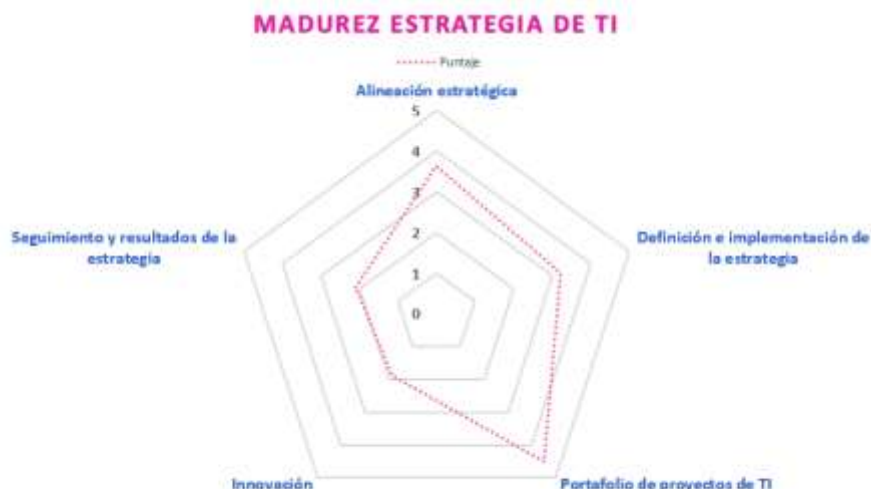 MADUREZ ESTRATEGIA DE TI
Puntaje
Alineación estratégica
5
4
3
2
1
0
Seguimiento y resultados de la
estrategia
Definición e implementación de
la estrategia
Innovación
Portafolio de proyectos de TI